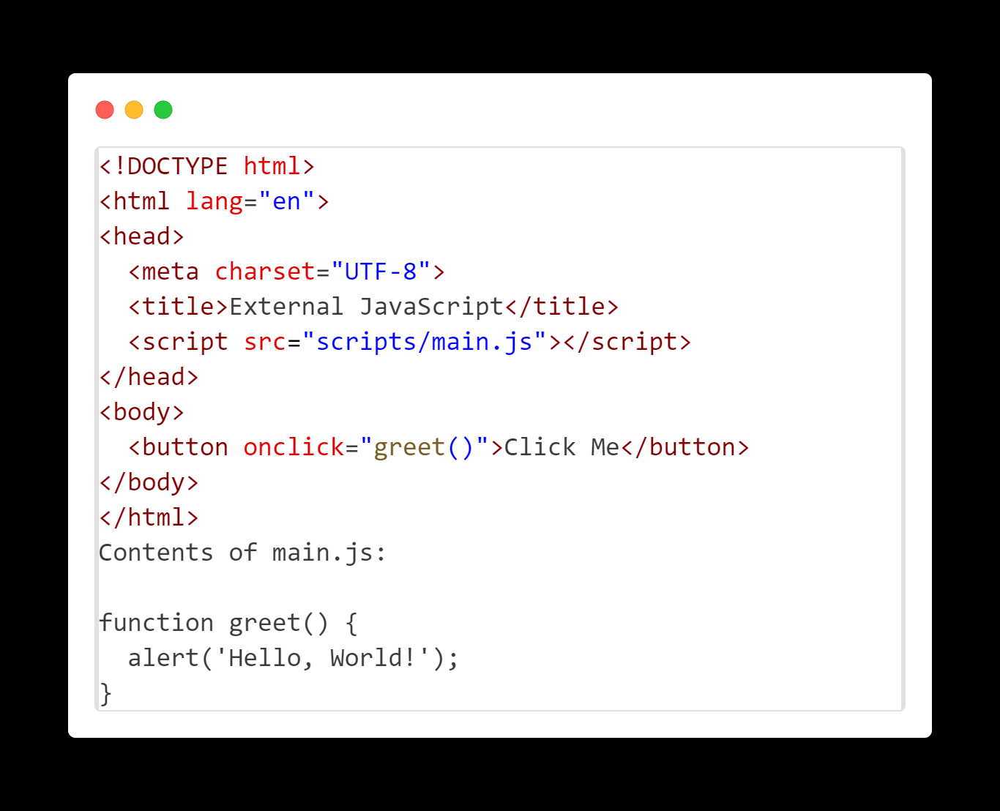 <!DOCTYPE html>
<html lang="en">
<head>
  <meta charset="UTF-8">
  <title>External JavaScript</title>
  <script src="scripts/main.js"></script>
</head>
<body>
  <button onclick="greet()">Click Me</button>
</body>
</html>
Contents of main.js:

function greet() {
  alert('Hello, World!');
}